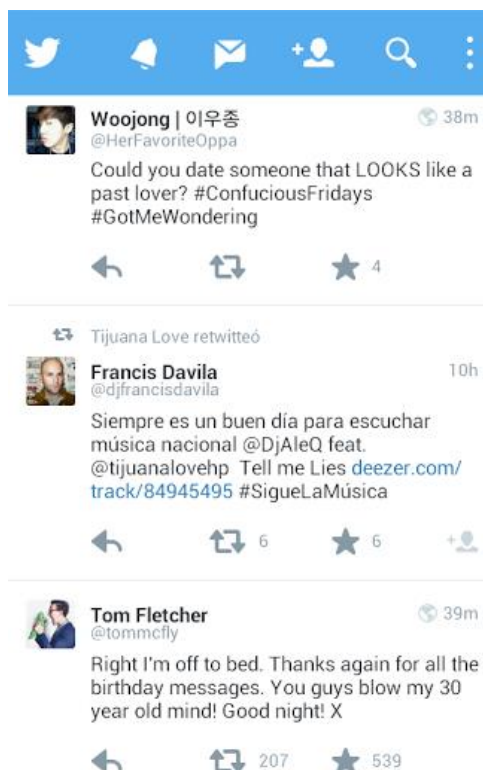 Woojong | 이우종
38m
@HerFavoriteOppa
Could you date someone that LOOKS like a
past lover? #ConfuciousFridays
#GotMeWondering
4
Tijuana Love retwitteó
Francis Davila
10h
@djfrancisdavila
Siempre es un buen día para escuchar
música nacional @DjAleQ feat.
@tijuanalovehp Tell me Lies deezer.com/
track/84945495 #SigueLaMúsica
6 6
Tom Fletcher
39m
@tommcfly
Right I'm off to bed. Thanks again for all the
birthday messages. You guys blow my 30
year old mind! Good night! X
207 539